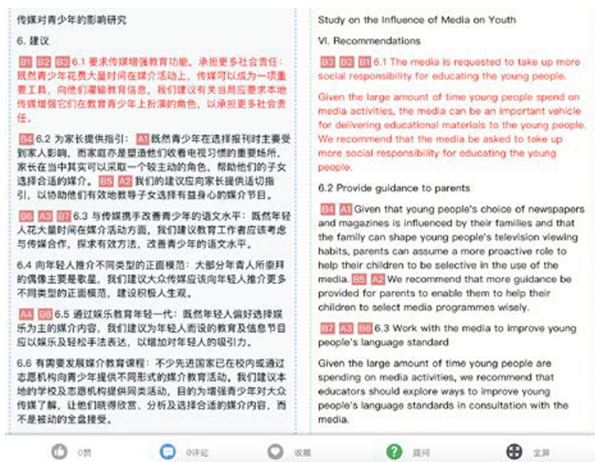 传媒对青少年的影响研究
6. 建议
B1 B2 B3 6.1 要求传媒增强教育功能。承担更多社会责任:
既然青少年花费大量时间在媒介活动上，传媒可以成为一项重
要工具，向他们灌输教育信息，我们建议有关当局应要求本地
传媒增强它们在教育青少年上扮演的角色，以承担更多社会责
任。
B4 6.2 为家长提供指引: A1 既然青少年在选择报刊时主要受
到家人影响，而家庭亦是塑造他们收看电视习惯的重要场所，
家长在当中其实可以采取一个较主动的角色。帮助他们的子女
选择合适的媒介。B5 A2 我们的建议应向家长提供适切指
引，以协助他们有效地教导子女选择有益身心的媒介节目。
B6 A3 B7 6.3 与传媒携手改善青少年的语文水平: 既然年轻
人花大量时间在媒介活动方面，我们建议教育工作者应该考虑
与传媒合作，探求有效方法，改善青少年的语文水平。
6.4 向年轻人推介不同类型的正面模范: 大部分年青人所崇拜
的偶像主要是歌星，我们建议大众传媒应该向年轻人推介更多
不同类型的正面模范，建设积极人生观。
A4 B8 6.5 通过娱乐教育年轻一代: 既然年轻人偏好选择娱
乐为主的媒介内容，我们建议为年轻人而设的教育及信息节目
应以娱乐及轻松手法表达，以增加对年轻人的吸引力。
6.6 有需要发展媒介教育课程: 不少先进国家已在校内或通过
志愿机构向青少年提供不同形式的媒介教育活动。我们建议本
地的学校及志愿机构提供同类活动，目的为增强青少年对大众
传媒了解，让他们晓得欣赏、分析及选择合适的媒介内容，而
不是被动的全盘接受。
Study on the Influence of Media on Youth
VI. Recommendations
B3 B2 B1 6.1 The media is requested to take up more
social responsibility for educating the young people.
Given the large amount of time young people spend on
media activities, the media can be an important vehicle
for delivering educational materials to the young people.
We recommend that the media be asked to take up
more social responsibility for educating the young
people.
6.2 Provide guidance to parents
B4 A1 Given that young people's choice of newspapers
and magazines is influenced by their families and that
the family can shape young people's television viewing
habits, parents can assume a more proactive role to
help their children to be selective in the use of the
media. B5 A2 We recommend that more guidance be
provided for parents to enable them to help their
children to select media programmes wisely.
B7 A3 B6 6.3 Work with the media to improve young
people's language standard
Given the large amount of time young people are
spending on media activities, we recommend that
educators should explore ways to improve young
people's language standards in consultation with the
media.
0赞 0评论 收藏 ? 提问 全屏